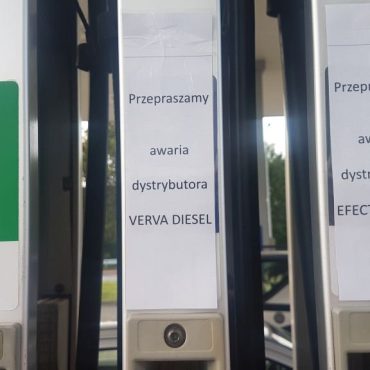 Przepraszamy
awaria
dystrybutora
VERVA DIESEL